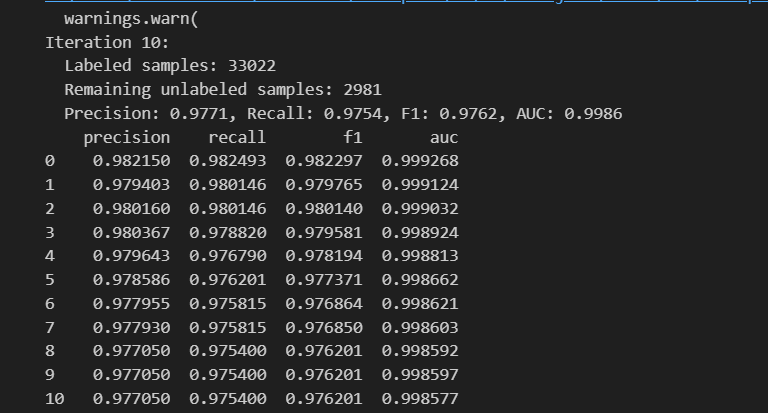 warnings.warn(
Iteration 10:
Labeled samples: 33022
Remaining unlabeled samples: 2981
Precision: 0.9771, Recall: 0.9754, F1: 0.9762, AUC: 0.9986
precision recall f1 auc
0 0.982150 0.982493 0.982297 0.999268
1 0.979403 0.980146 0.979765 0.999124
2 0.980160 0.980146 0.980140 0.999032
3 0.980367 0.978820 0.979581 0.998924
4 0.979643 0.976790 0.978194 0.998813
5 0.978586 0.976201 0.977371 0.998662
6 0.977955 0.975815 0.976864 0.998621
7 0.977930 0.975815 0.976850 0.998603
8 0.977050 0.975400 0.976201 0.998592
9 0.977050 0.975400 0.976201 0.998597
10 0.977050 0.975400 0.976201 0.998577